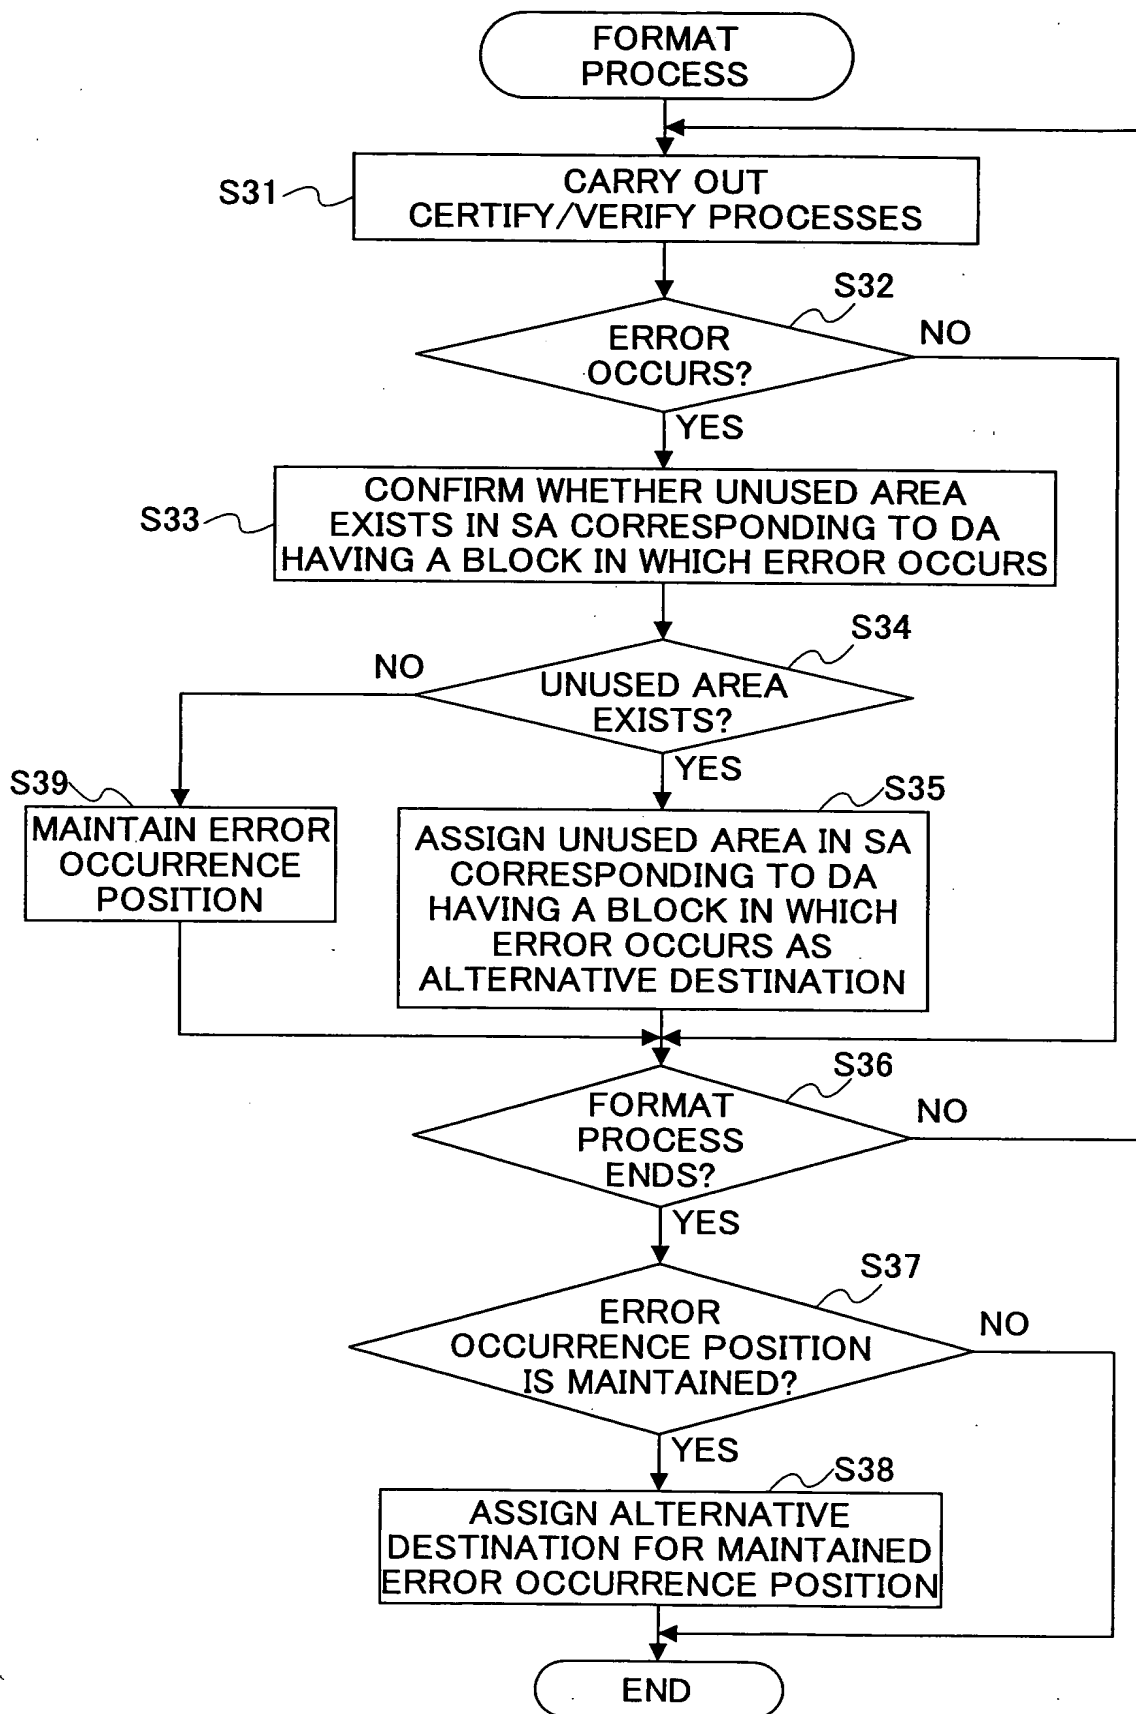 FORMAT
PROCESS
S31
CARRY OUT
CERTIFY/VERIFY PROCESSES
S32
ERROR
OCCURS?
NO
YES
S33
CONFIRM WHETHER UNUSED AREA
EXISTS IN SA CORRESPONDING TO DA
HAVING A BLOCK IN WHICH ERROR OCCURS
S34
NO
UNUSED AREA
EXISTS?
YES
S39
MAINTAIN ERROR
OCCURRENCE
POSITION
S35
ASSIGN UNUSED AREA IN SA
CORRESPONDING TO DA
HAVING A BLOCK IN WHICH
ERROR OCCURS AS
ALTERNATIVE DESTINATION
S36
FORMAT
PROCESS
ENDS?
NO
YES
S37
ERROR
OCCURRENCE POSITION
IS MAINTAINED?
NO
YES
S38
ASSIGN ALTERNATIVE
DESTINATION FOR MAINTAINED
ERROR OCCURRENCE POSITION
END